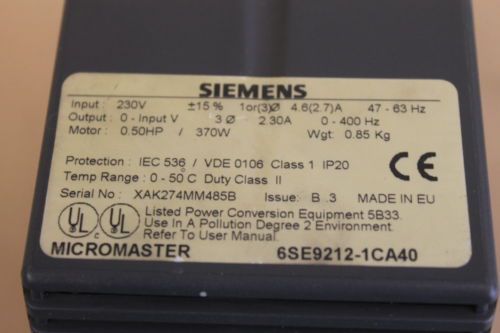 SIEMENS
Input : 230V ±15 % 1or(3)Ø 4.6(2.7)A 47 - 63 Hz
Output : 0 - Input V 3 Ø 2.30A 0 - 400 Hz
Motor : 0.50HP / 370W Wgt: 0.85 Kg
Protection : IEC 536 / VDE 0106 Class 1 IP20
Temp Range : 0 - 50 C Duty Class II
CE
Serial No : XAK274MM485B Issue: B .3 MADE IN EU
UL C UL Listed Power Conversion Equipment 5B33.
Use In A Pollution Degree 2 Environment.
Refer To User Manual.
MICROMASTER 6SE9212-1CA40